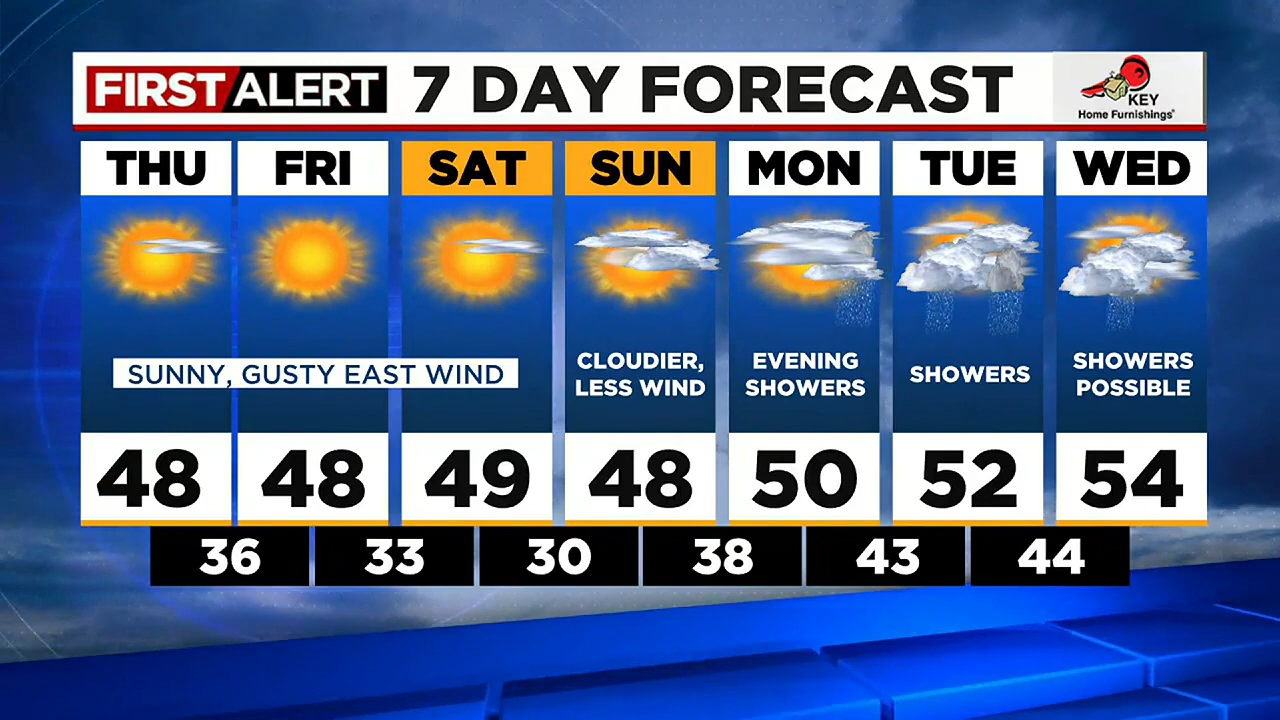 FIRST ALERT 7 DAY FORECAST
KEY
Home Furnishings®
THU FRI SAT SUN MON TUE WED
SUNNY, GUSTY EAST WIND
CLOUDIER,
LESS WIND
EVENING
SHOWERS
SHOWERS
SHOWERS
POSSIBLE
48 48 49 48 50 52 54
36 33 30 38 43 44